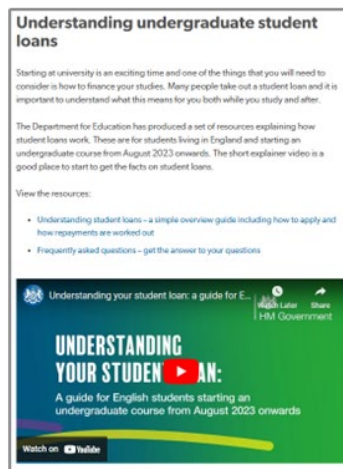 Understanding undergraduate student
loans
Starting at university is an exciting time and one of the things that you will need to
consider is how to finance your studies. Many people take out a student loan and it is
important to understand what this means for you both while you study and after.
The Department for Education has produced a set of resources explaining how
student loans work. These are for students living in England and starting an
undergraduate course from August 2023 onwards. The short explainer video is a
good place to start to get the facts on student loans.
View the resources:
Understanding student loans – a simple overview guide including how to apply and
how repayments are worked out
Frequently asked questions – get the answer to your questions
Understanding your student loan: a guide for E...
Watch Later Share
HM Government
UNDERSTANDING
YOUR STUDEN AN:
A guide for English students starting an
undergraduate course from August 2023 onwards
Watch on YouTube